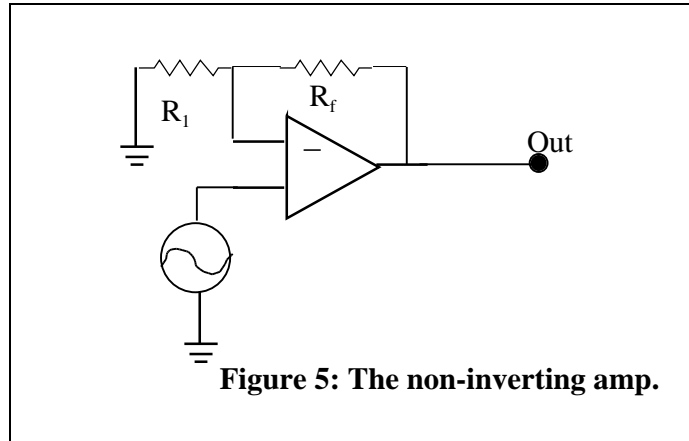 R1
Rf
−
Out
Figure 5: The non-inverting amp.